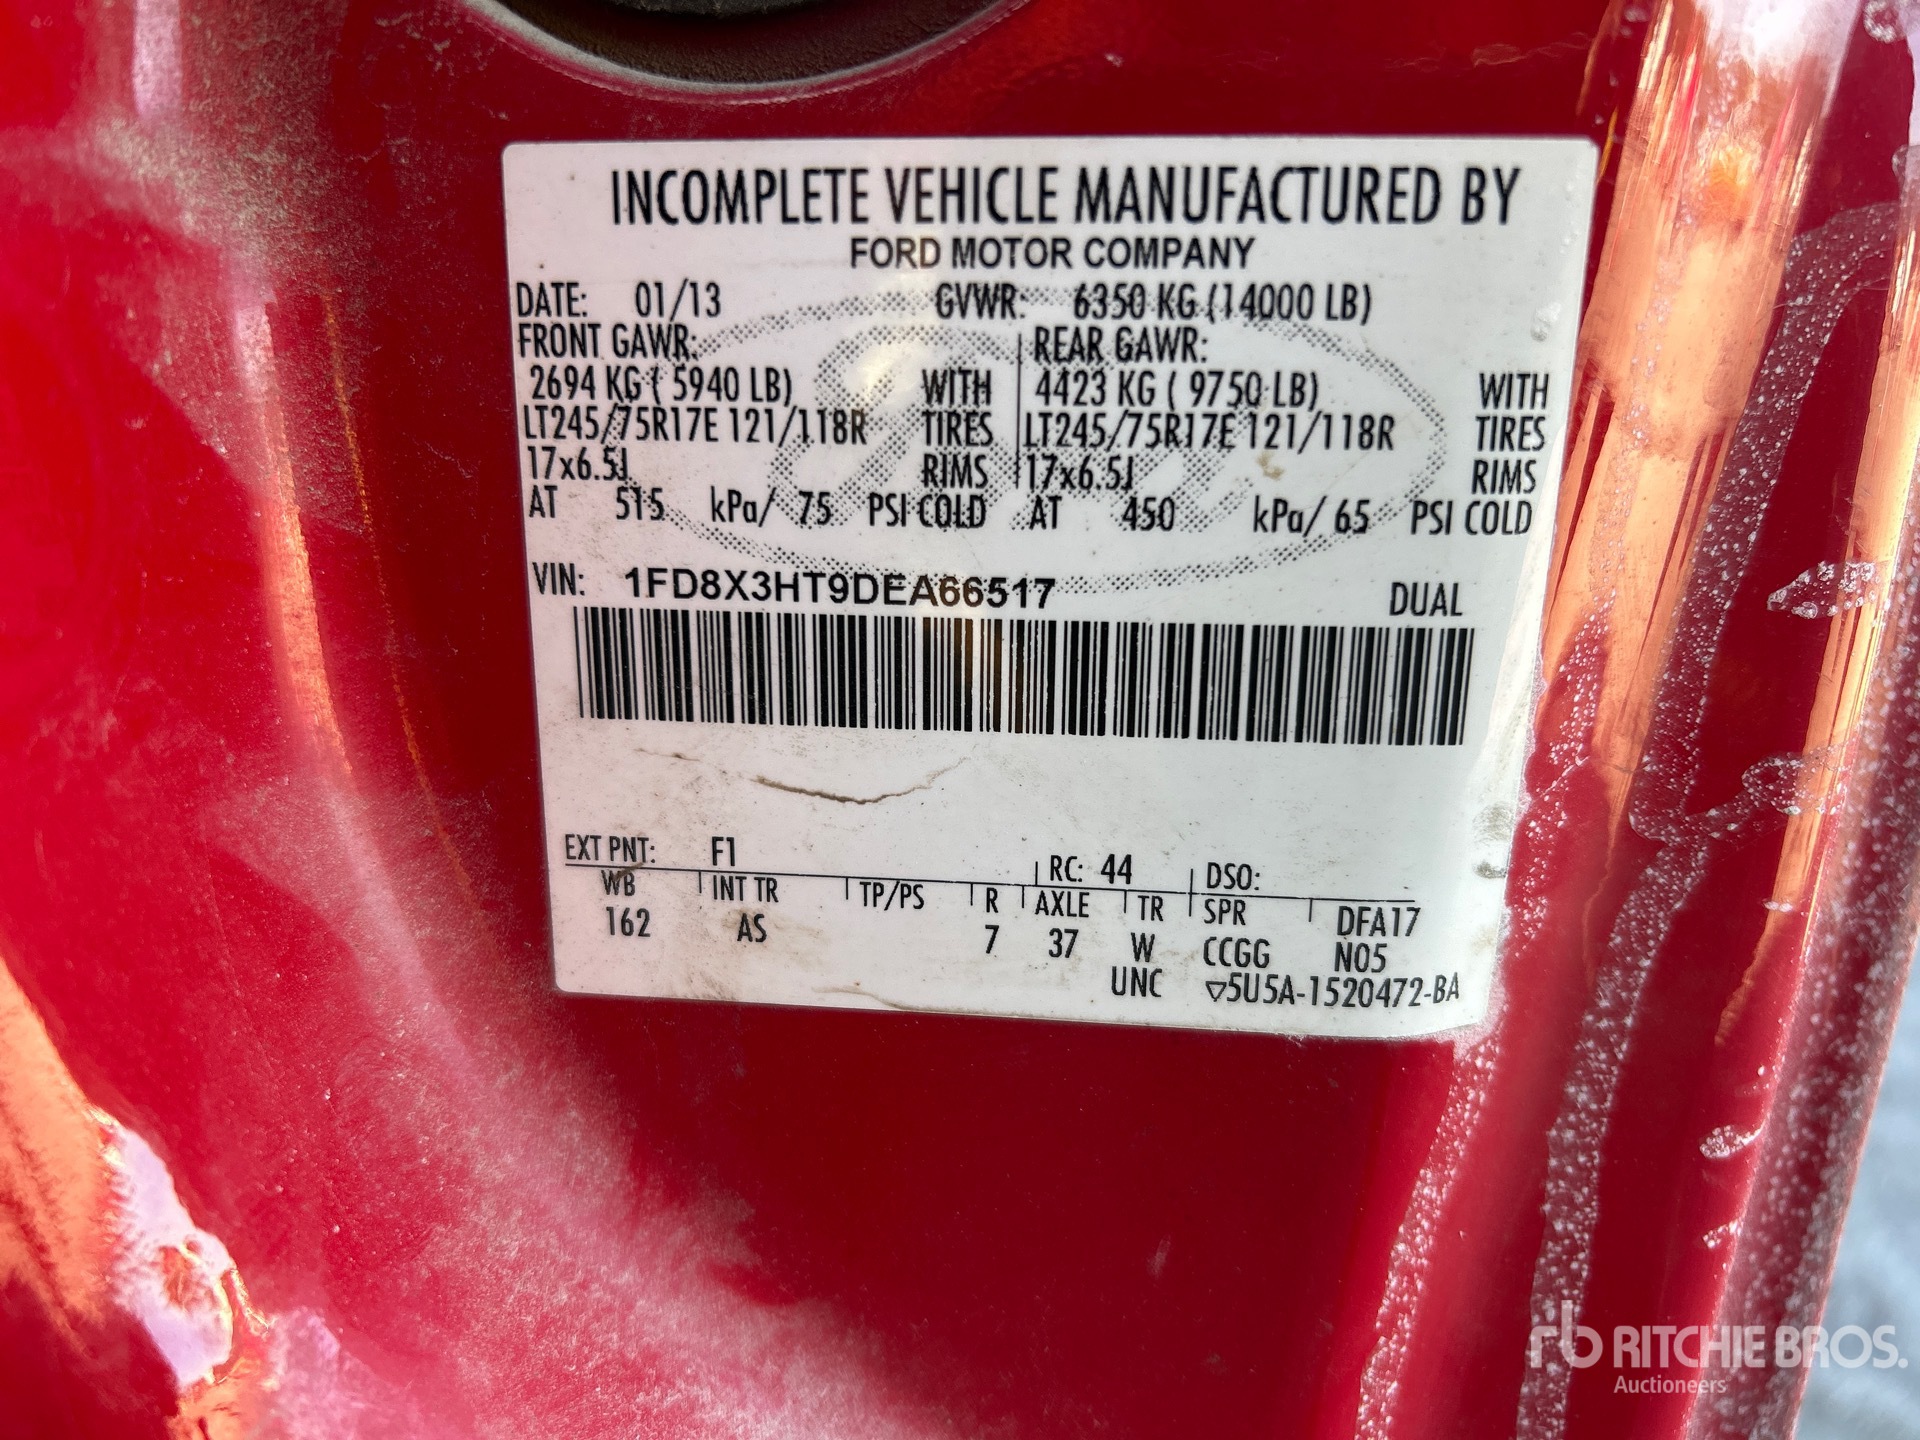 INCOMPLETE VEHICLE MANUFACTURED BY
FORD MOTOR COMPANY
DATE: 01/13 GVWR: 6350 KG (14000 LB)
FRONT GAWR: REAR GAWR:
2694 KG ( 5940 LB) WITH 4423 KG ( 9750 LB) WITH
LT245/75R17E 121/118R TIRES LT245/75R17E 121/118R TIRES
17x6.5J RIMS 17x6.5J RIMS
AT 515 kPa/ 75 PSI COLD AT 450 kPa/ 65 PSI COLD
VIN: 1FD8X3HT9DEA66517 DUAL
EXT PNT: F1 RC: 44 DSO:
WB INT TR TP/PS R AXLE TR SPR DFA17
162 AS 7 37 W CCGG N05
UNC ▽5U5A-1520472-BA
rb RITCHIE BROS.
Auctioneers